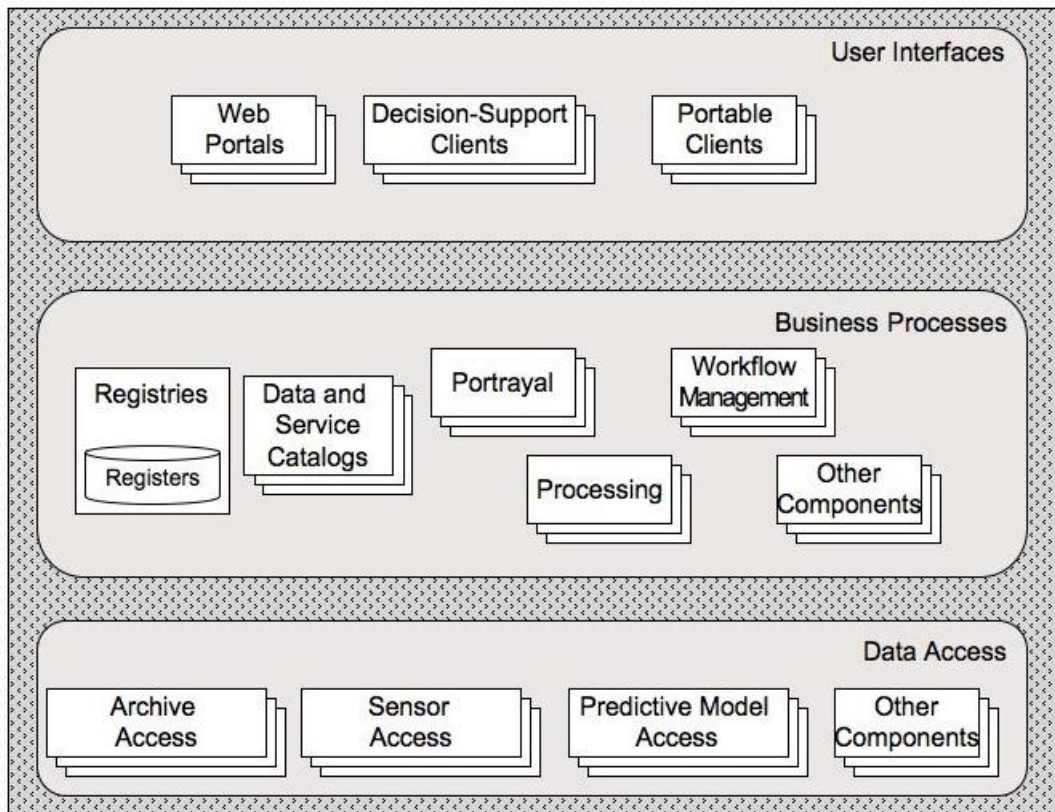 User Interfaces
Web
Portals
Decision-Support
Clients
Portable
Clients
Business Processes
Registries
Registers
Data and
Service
Catalogs
Portrayal
Workflow
Management
Processing
Other
Components
Data Access
Archive
Access
Sensor
Access
Predictive Model
Access
Other
Components